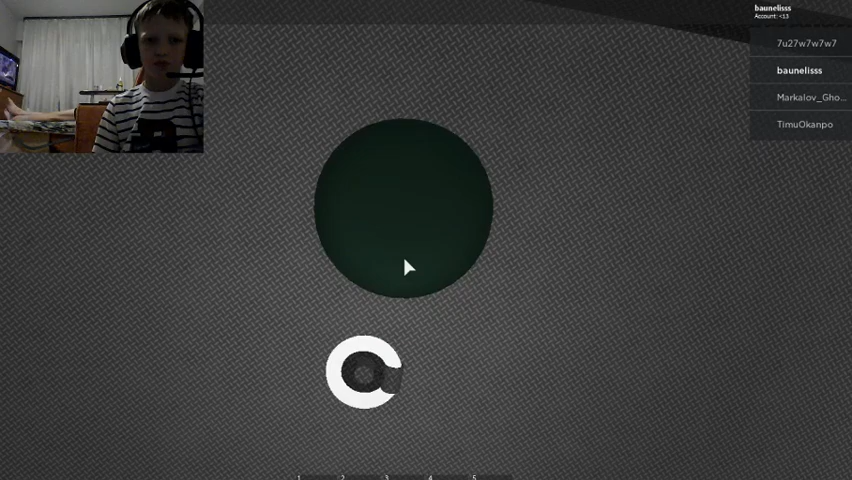 baunelisss
Account: <13
7u27w7w7w7
baunelisss
Markalov_Gho...
TimuOkanpo
1 2 3 4 5